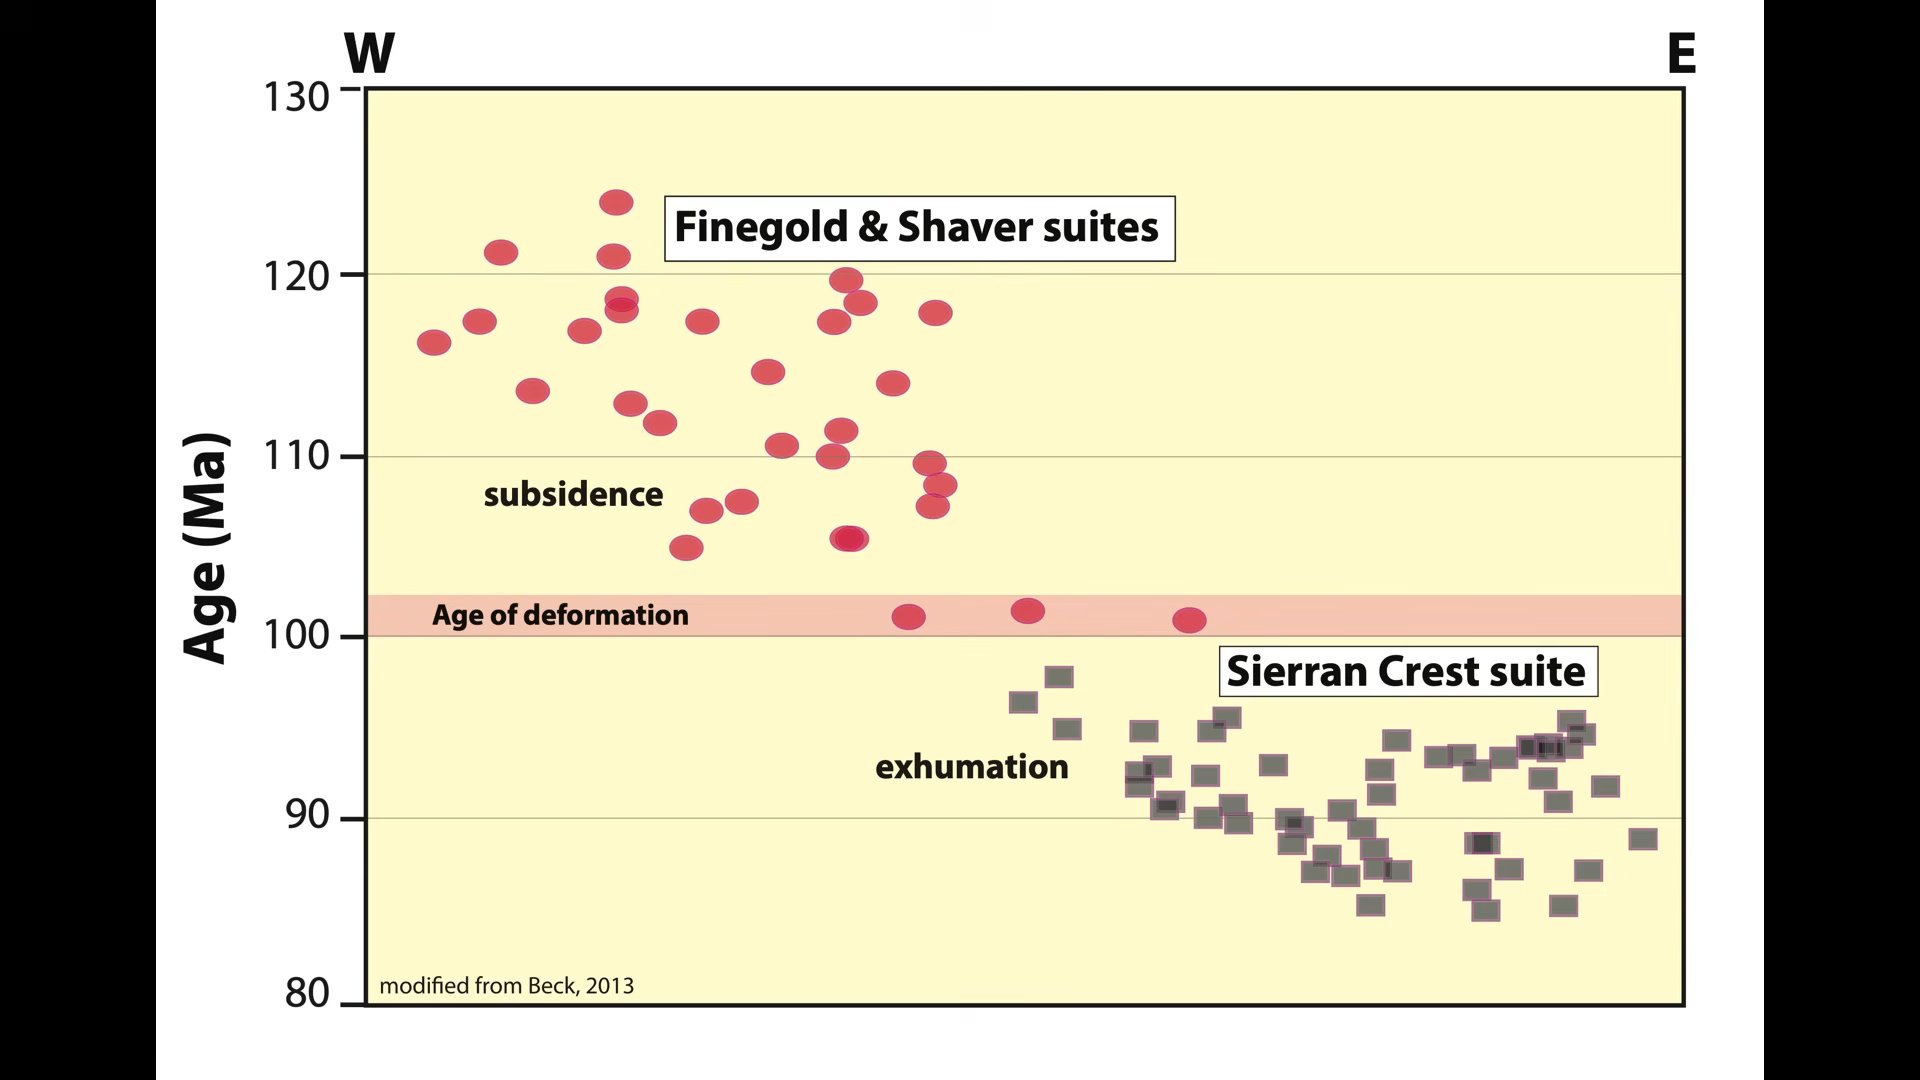 W
E
130
Finegold & Shaver suites
120
110
subsidence
Age (Ma)
Age of deformation
100
Sierran Crest suite
exhumation
90
modified from Beck, 2013
80